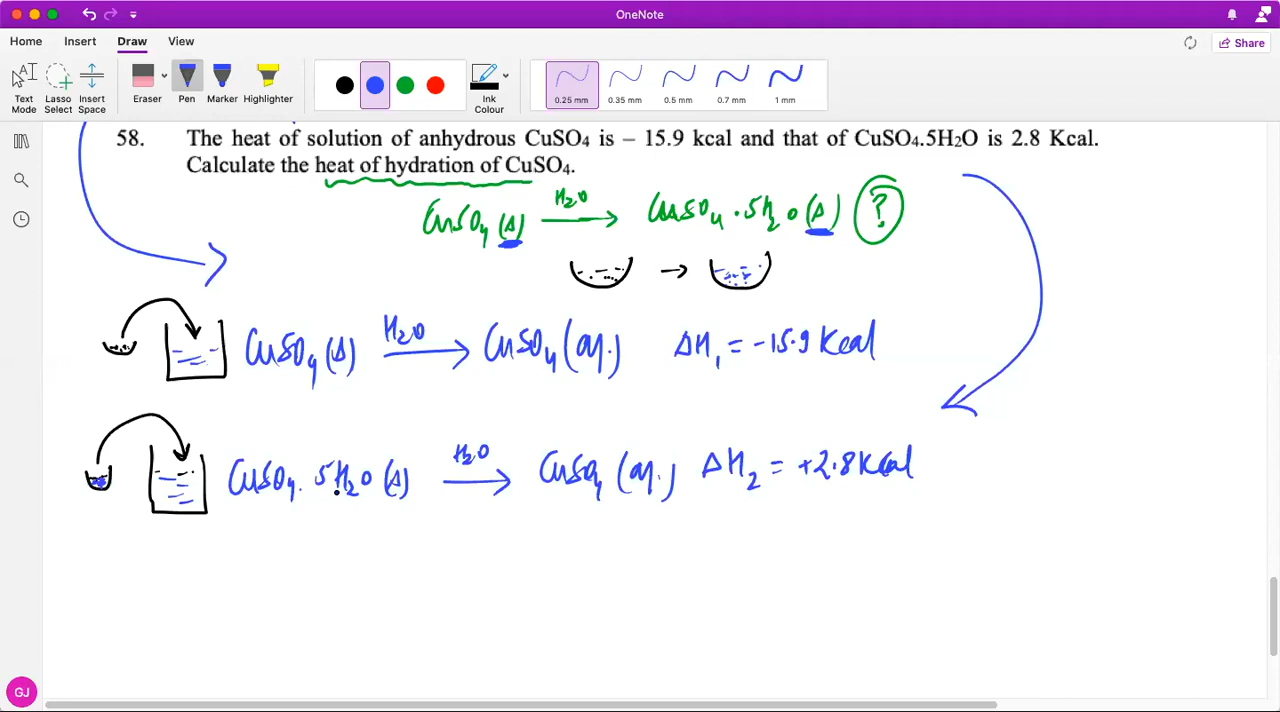 OneNote
Home Insert Draw View
Share
Text Mode
Lasso Select
Insert Space
Eraser
Pen
Marker
Highlighter
Ink Colour
0.25 mm
0.35 mm
0.5 mm
0.7 mm
1 mm
58. The heat of solution of anhydrous CuSO4 is – 15.9 kcal and that of CuSO4.5H2O is 2.8 Kcal.
Calculate the heat of hydration of CuSO4.
CuSO4 (s) H2O → CuSO4 · 5H2O (s) ?
→
CuSO4 (s) H2O → CuSO4 (aq.) ΔH1 = -15.9 Kcal
CuSO4. 5H2O (s) H2O → CuSO4 (aq.) ΔH2 = +2.8 Kcal
GJ